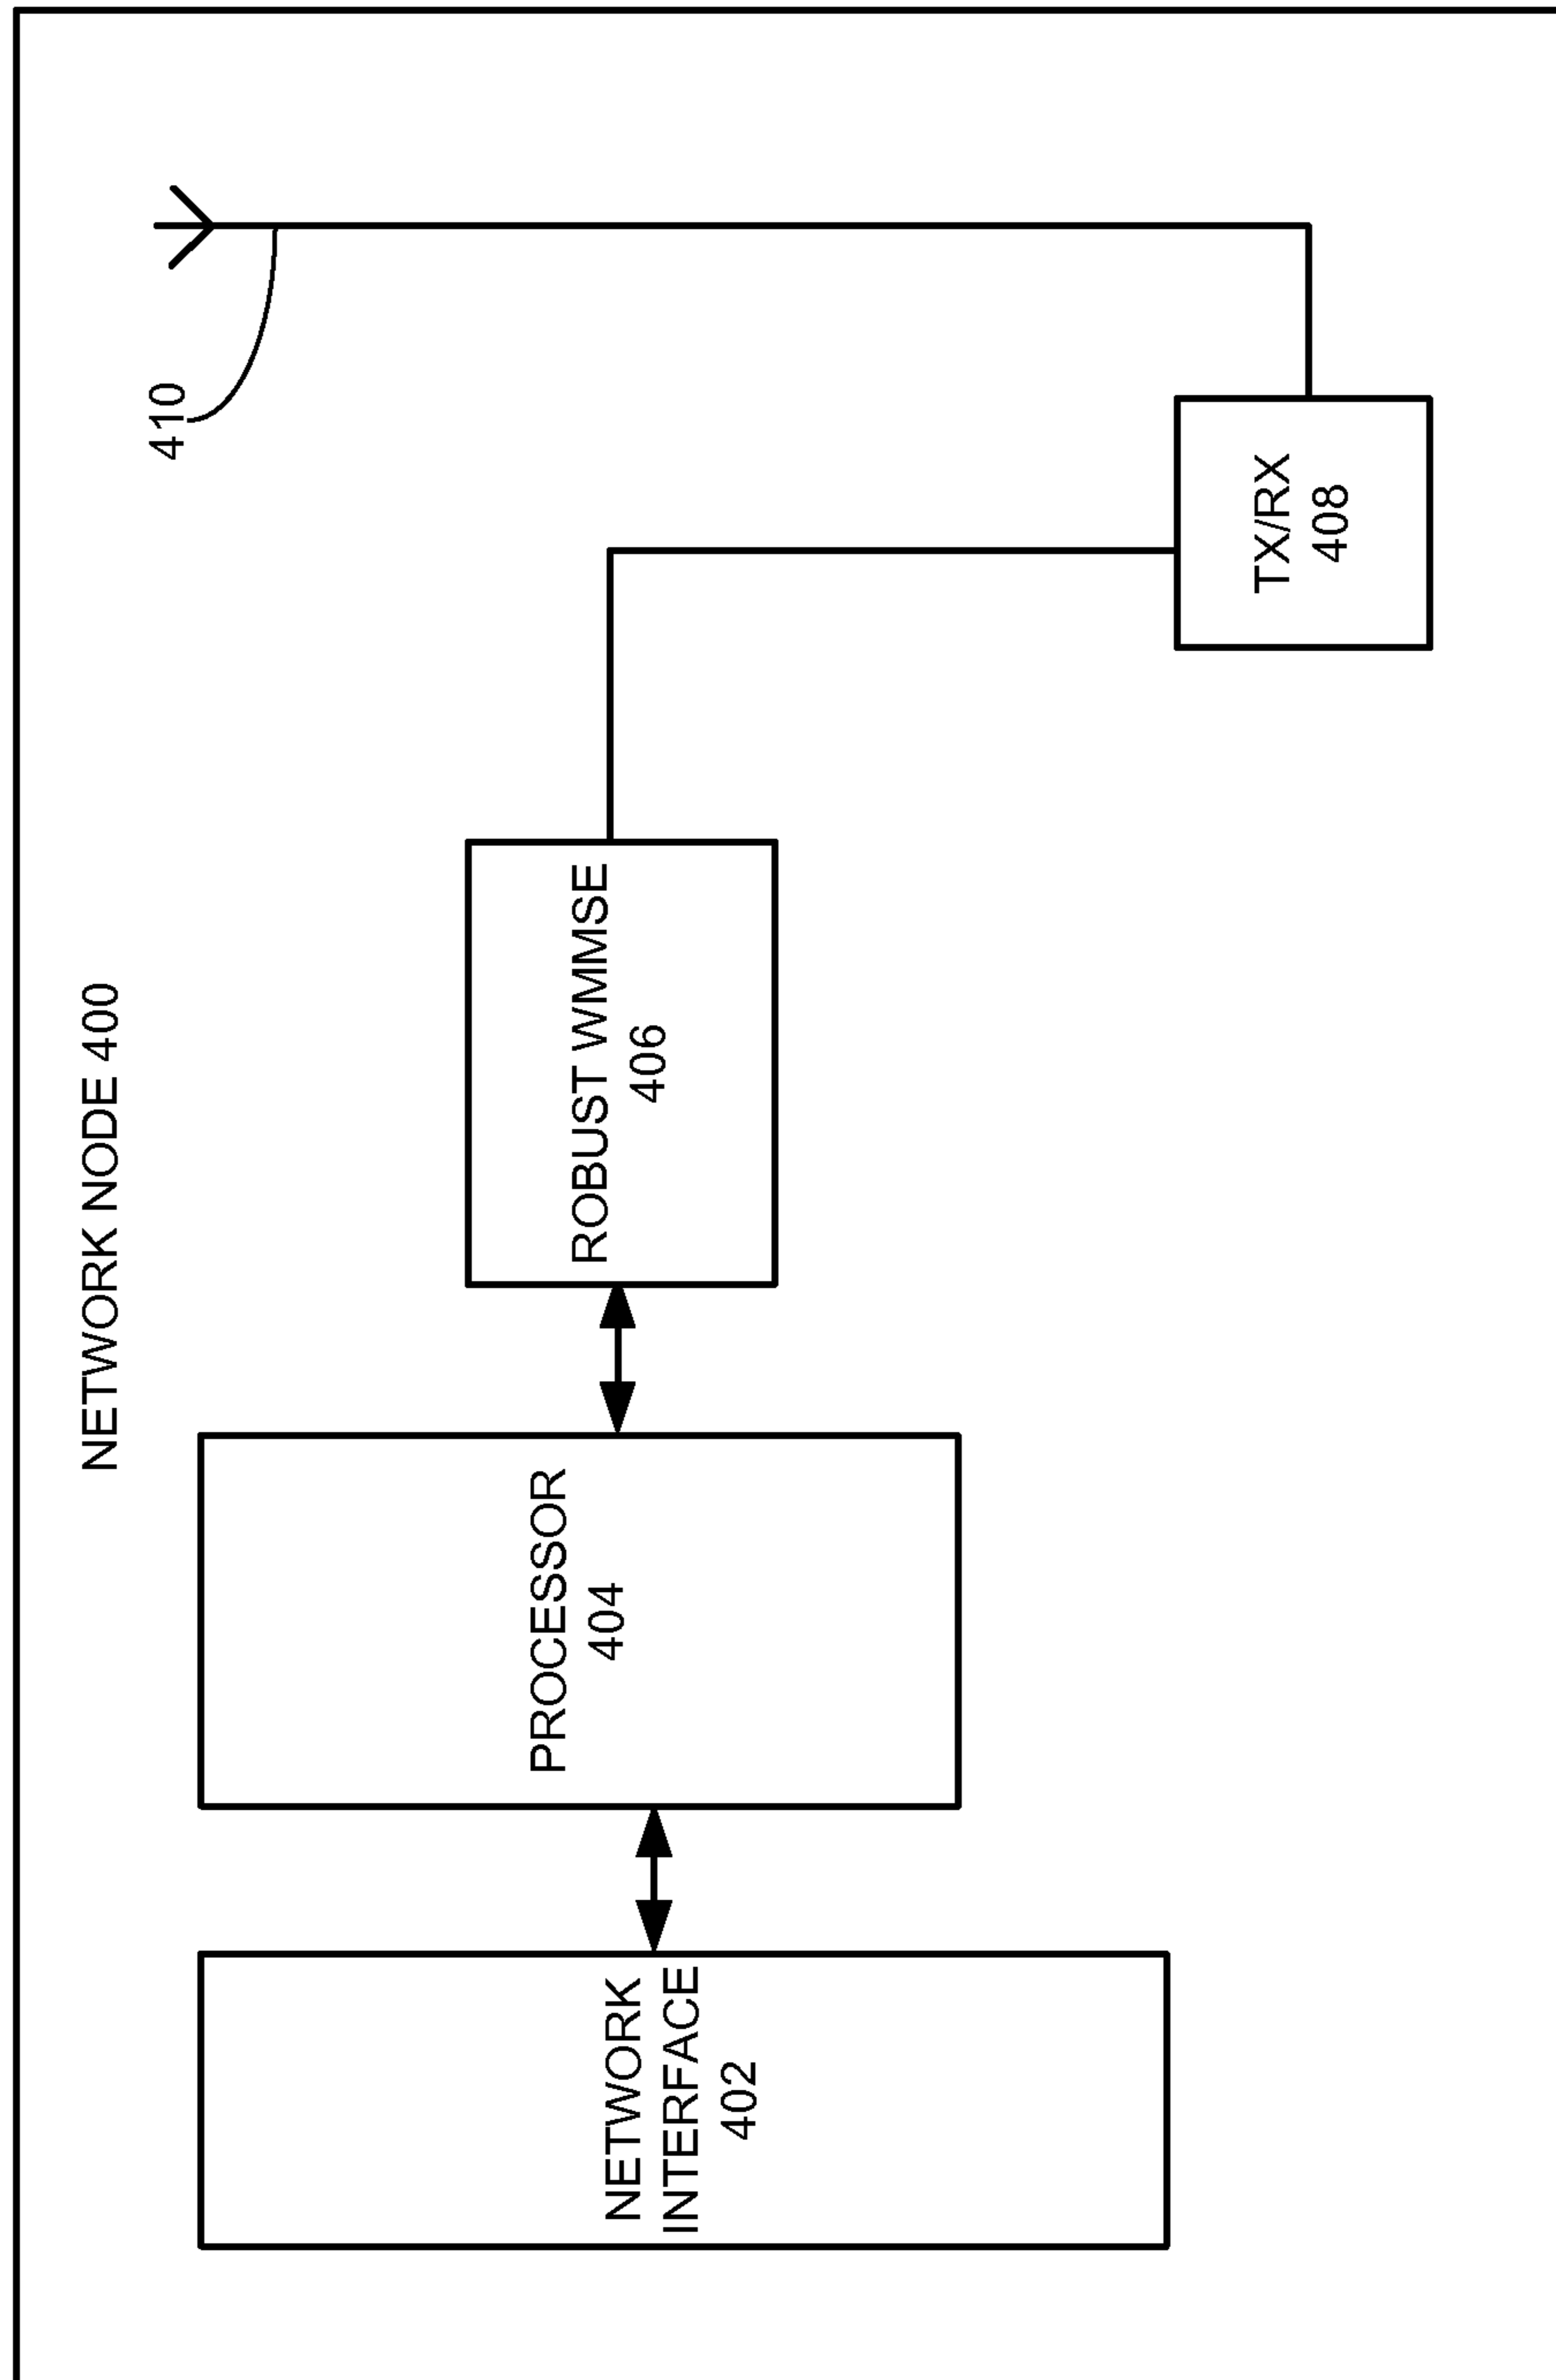 NETWORK NODE 400
NETWORK
INTERFACE
402
PROCESSOR
404
ROBUST WMMSE
406
TX/RX
408
410